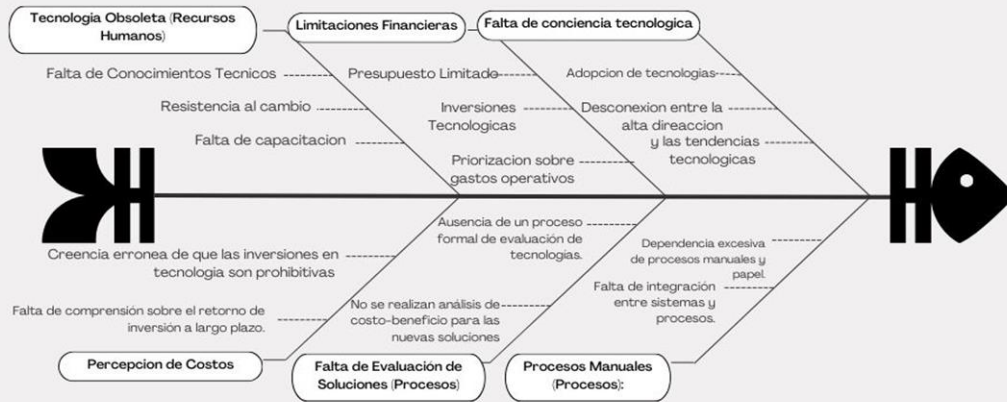 Tecnologia Obsoleta (Recursos
Humanos)
Falta de Conocimientos Tecnicos
Resistencia al cambio
Falta de capacitacion
Limitaciones Financieras
Presupuesto Limitado
Inversiones
Tecnologicas
Priorizacion sobre
gastos operativos
Falta de conciencia tecnologica
Adopcion de tecnologias
Desconexion entre la
alta direaccion
y las tendencias
tecnologicas
Creencia erronea de que las inversiones en
tecnologia son prohibitivas
Falta de comprensión sobre el retorno de
inversión a largo plazo.
Percepcion de Costos
Ausencia de un proceso
formal de evaluación de
tecnologías.
No se realizan análisis de
costo-beneficio para las
nuevas soluciones
Falta de Evaluación de
Soluciones (Procesos)
Dependencia excesiva
de procesos manuales y
papel.
Falta de integración
entre sistemas y
procesos.
Procesos Manuales
(Procesos):